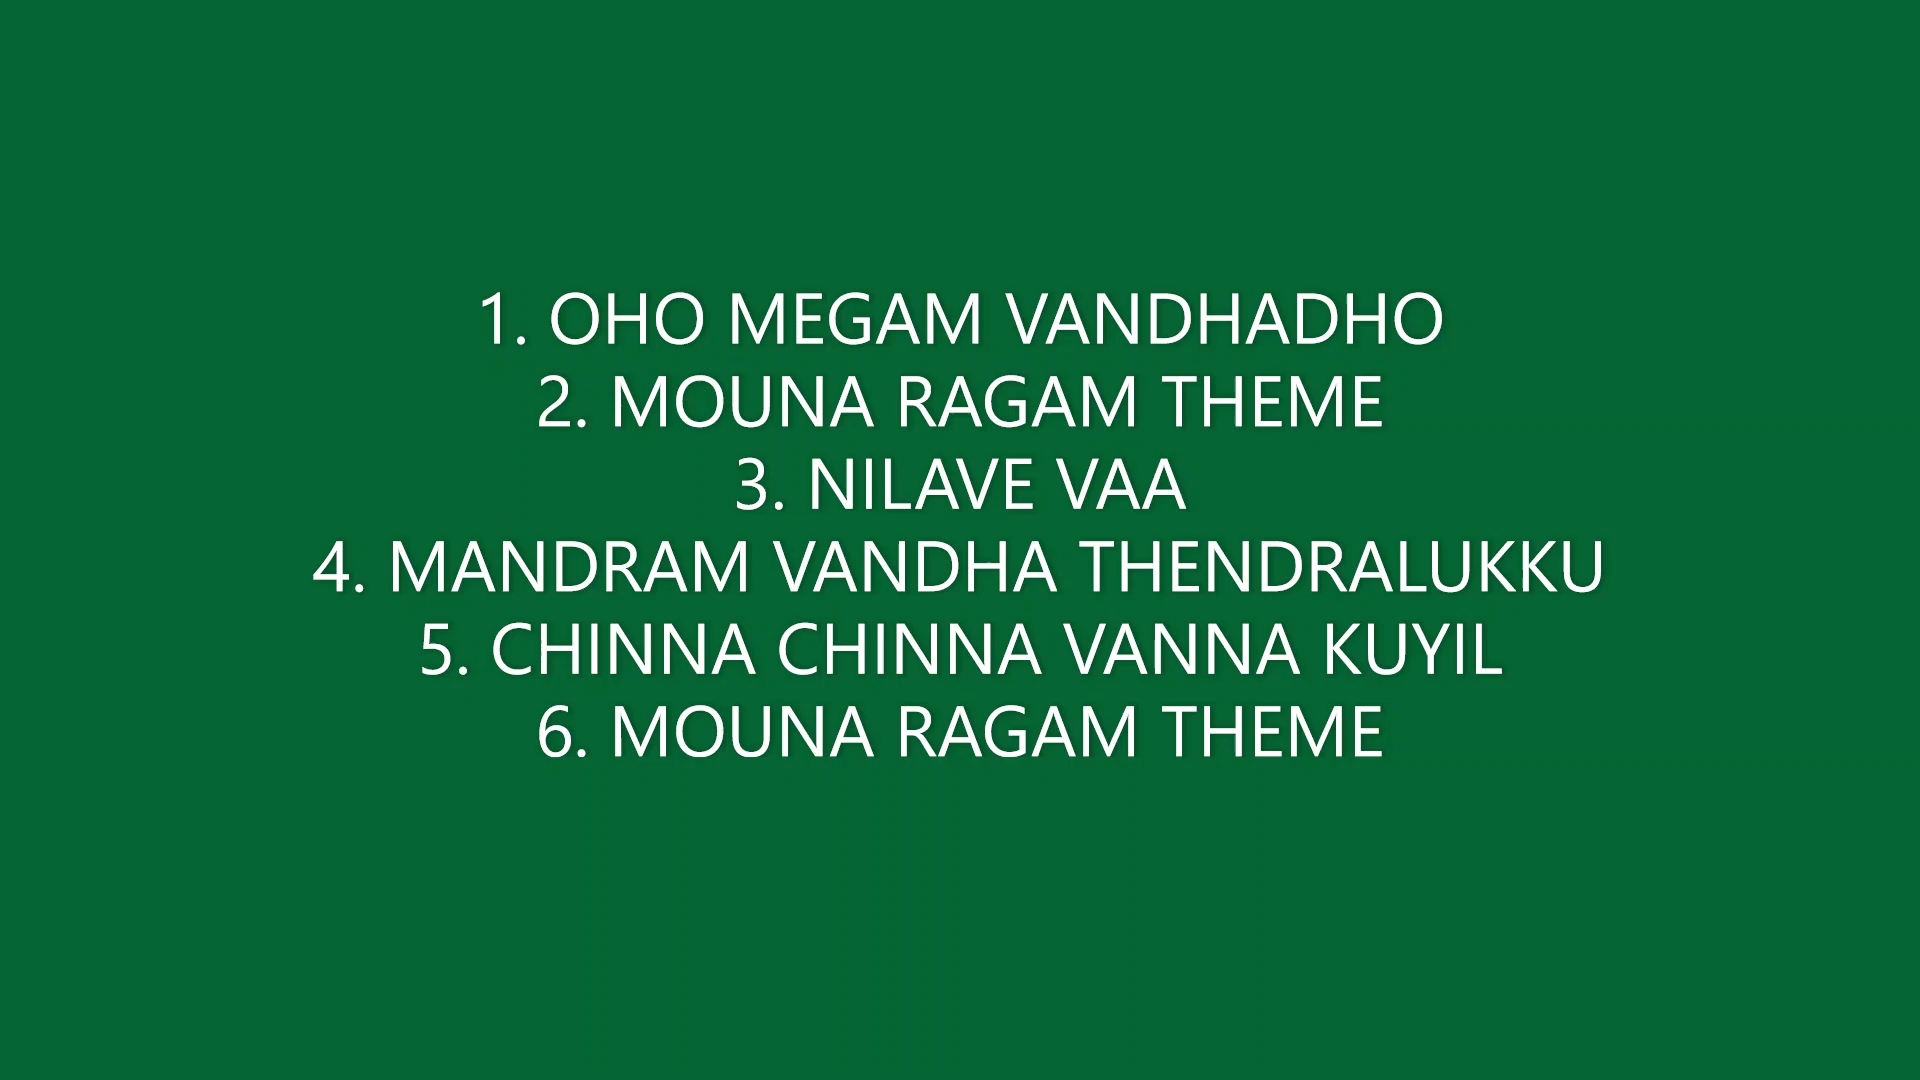 1. OHO MEGAM VANDHADHO
2. MOUNA RAGAM THEME
3. NILAVE VAA
4. MANDRAM VANDHA THENDRALUKKU
5. CHINNA CHINNA VANNA KUYIL
6. MOUNA RAGAM THEME